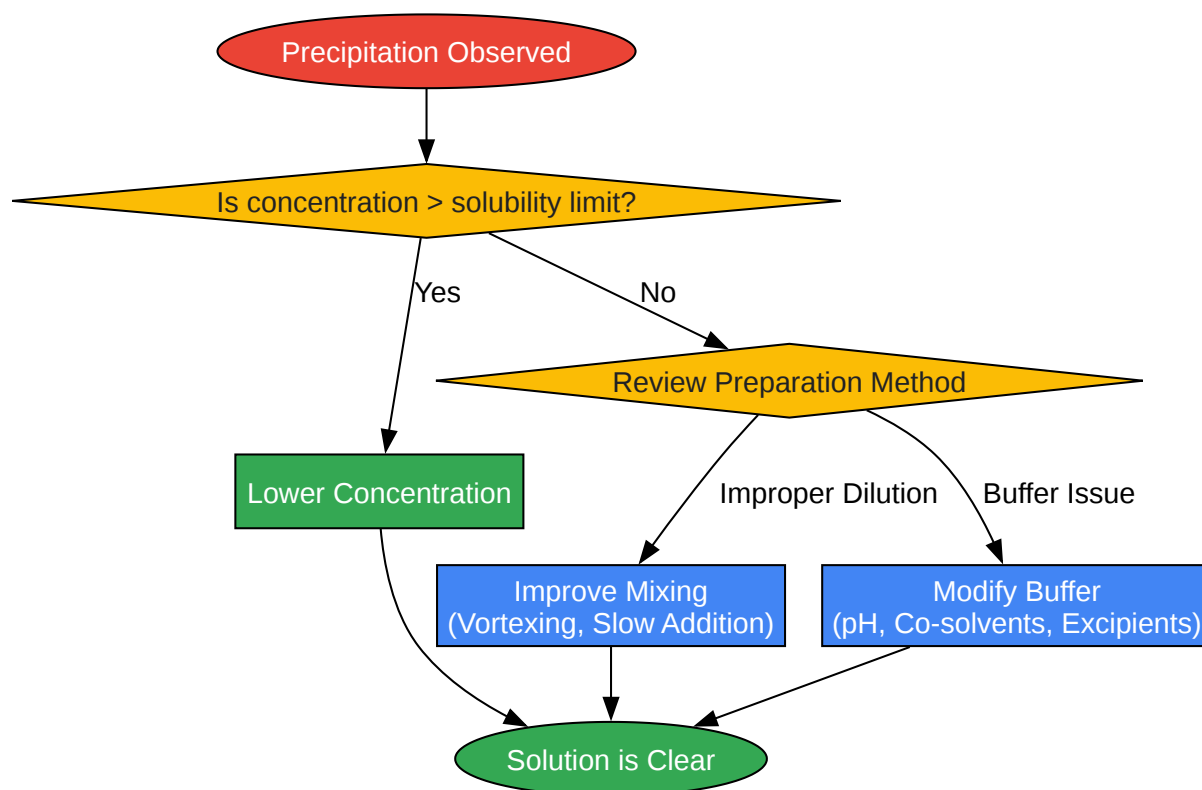 Precipitation Observed
Is concentration > solubility limit?
Yes
No
Review Preparation Method
Lower Concentration
Improper Dilution
Buffer Issue
Improve Mixing
(Vortexing, Slow Addition)
Modify Buffer
(pH, Co-solvents, Excipients)
Solution is Clear